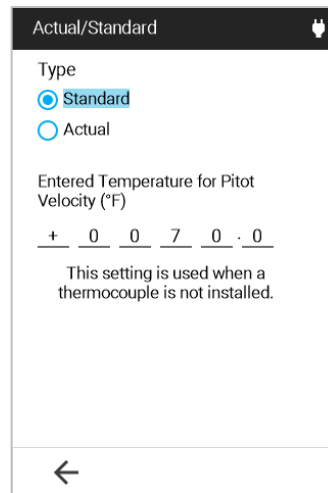 Actual/Standard
Type
Standard
Actual
Entered Temperature for Pitot
Velocity (°F)
+ 0 0 7 0 . 0
This setting is used when a
thermocouple is not installed.